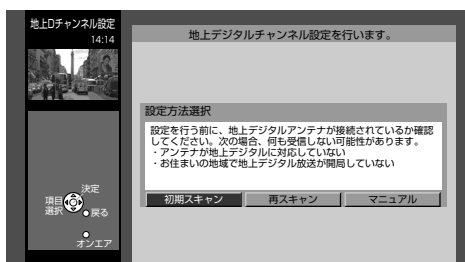 地上Dチャンネル設定
14:14
地上デジタルチャンネル設定を行います。
設定方法選択
設定を行う前に、地上デジタルアンテナが接続されているか確認
してください。次の場合、何も受信しない可能性があります。
・アンテナが地上デジタルに対応していない
・お住まいの地域で地上デジタル放送が開局していない
初期スキャン 再スキャン マニュアル
決定
項目
選択
戻る
オンエア